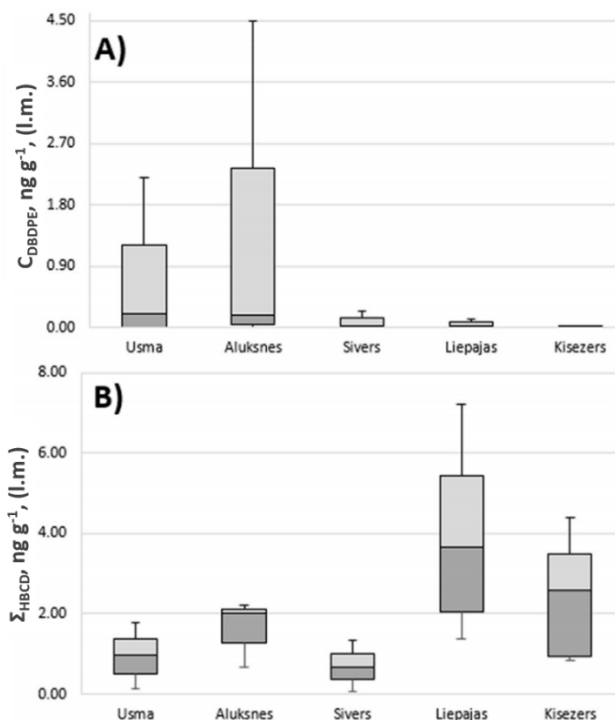 A)
C_DBDPE, ng g⁻¹, (l.m.)
4.50
3.60
2.70
1.80
0.90
0.00
Usma Aluksnes Sivers Liepajas Kisezers
B)
Σ_HBCD, ng g⁻¹, (l.m.)
8.00
6.00
4.00
2.00
0.00
Usma Aluksnes Sivers Liepajas Kisezers